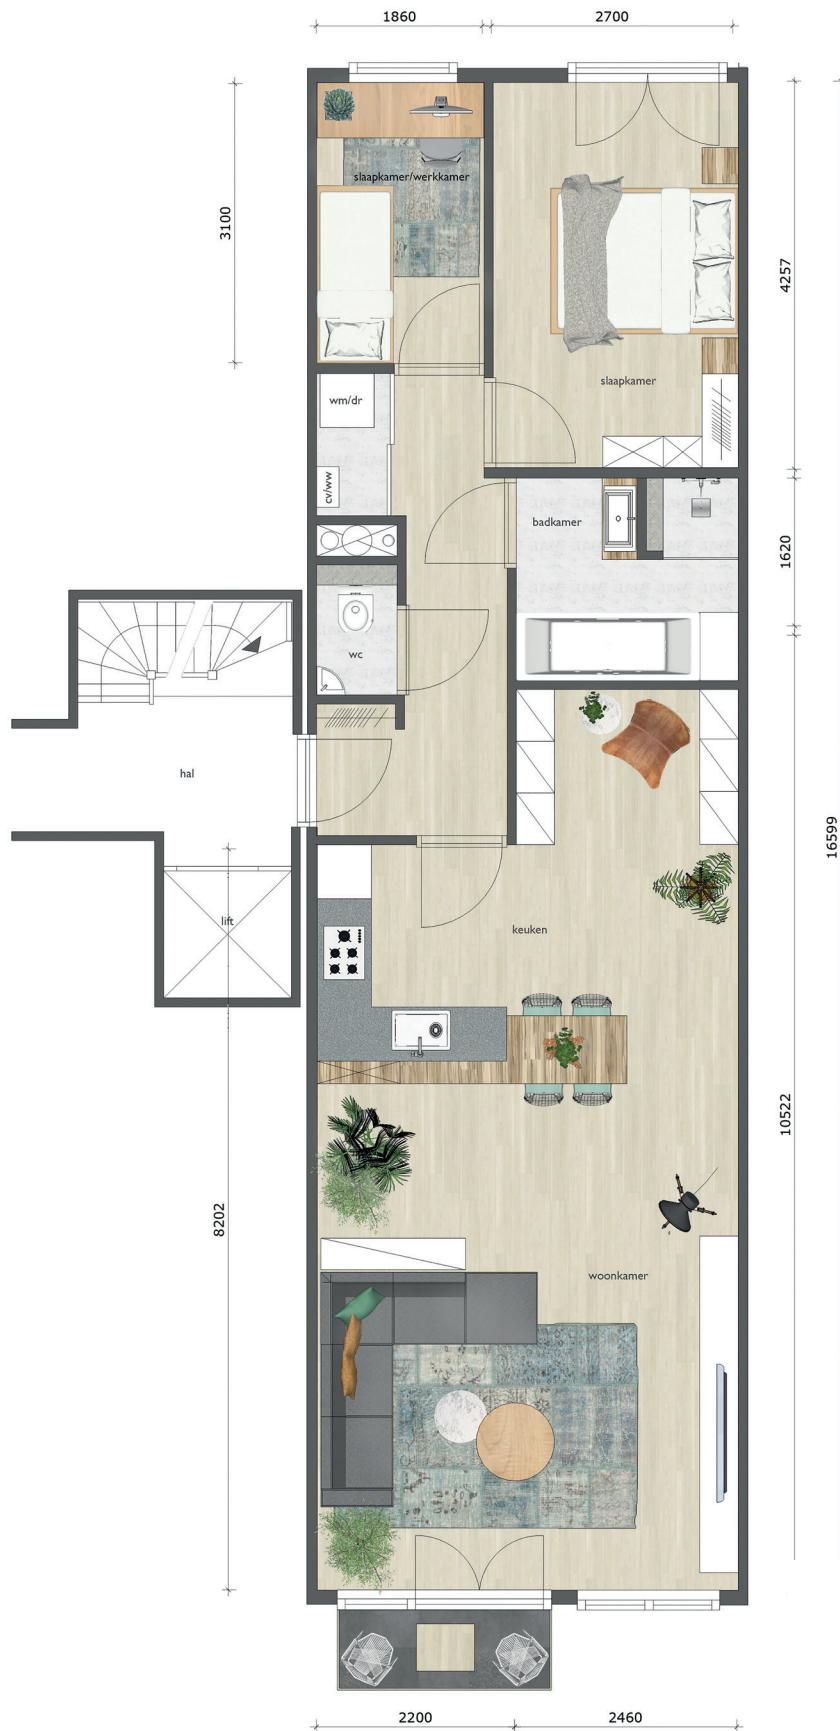 1860
2700
slaapkamer/werkkamer
3100
4257
slaapkamer
wm/dr
cv/ww
badkamer
1620
wc
hal
16599
lift
keuken
10522
8202
woonkamer
2200
2460